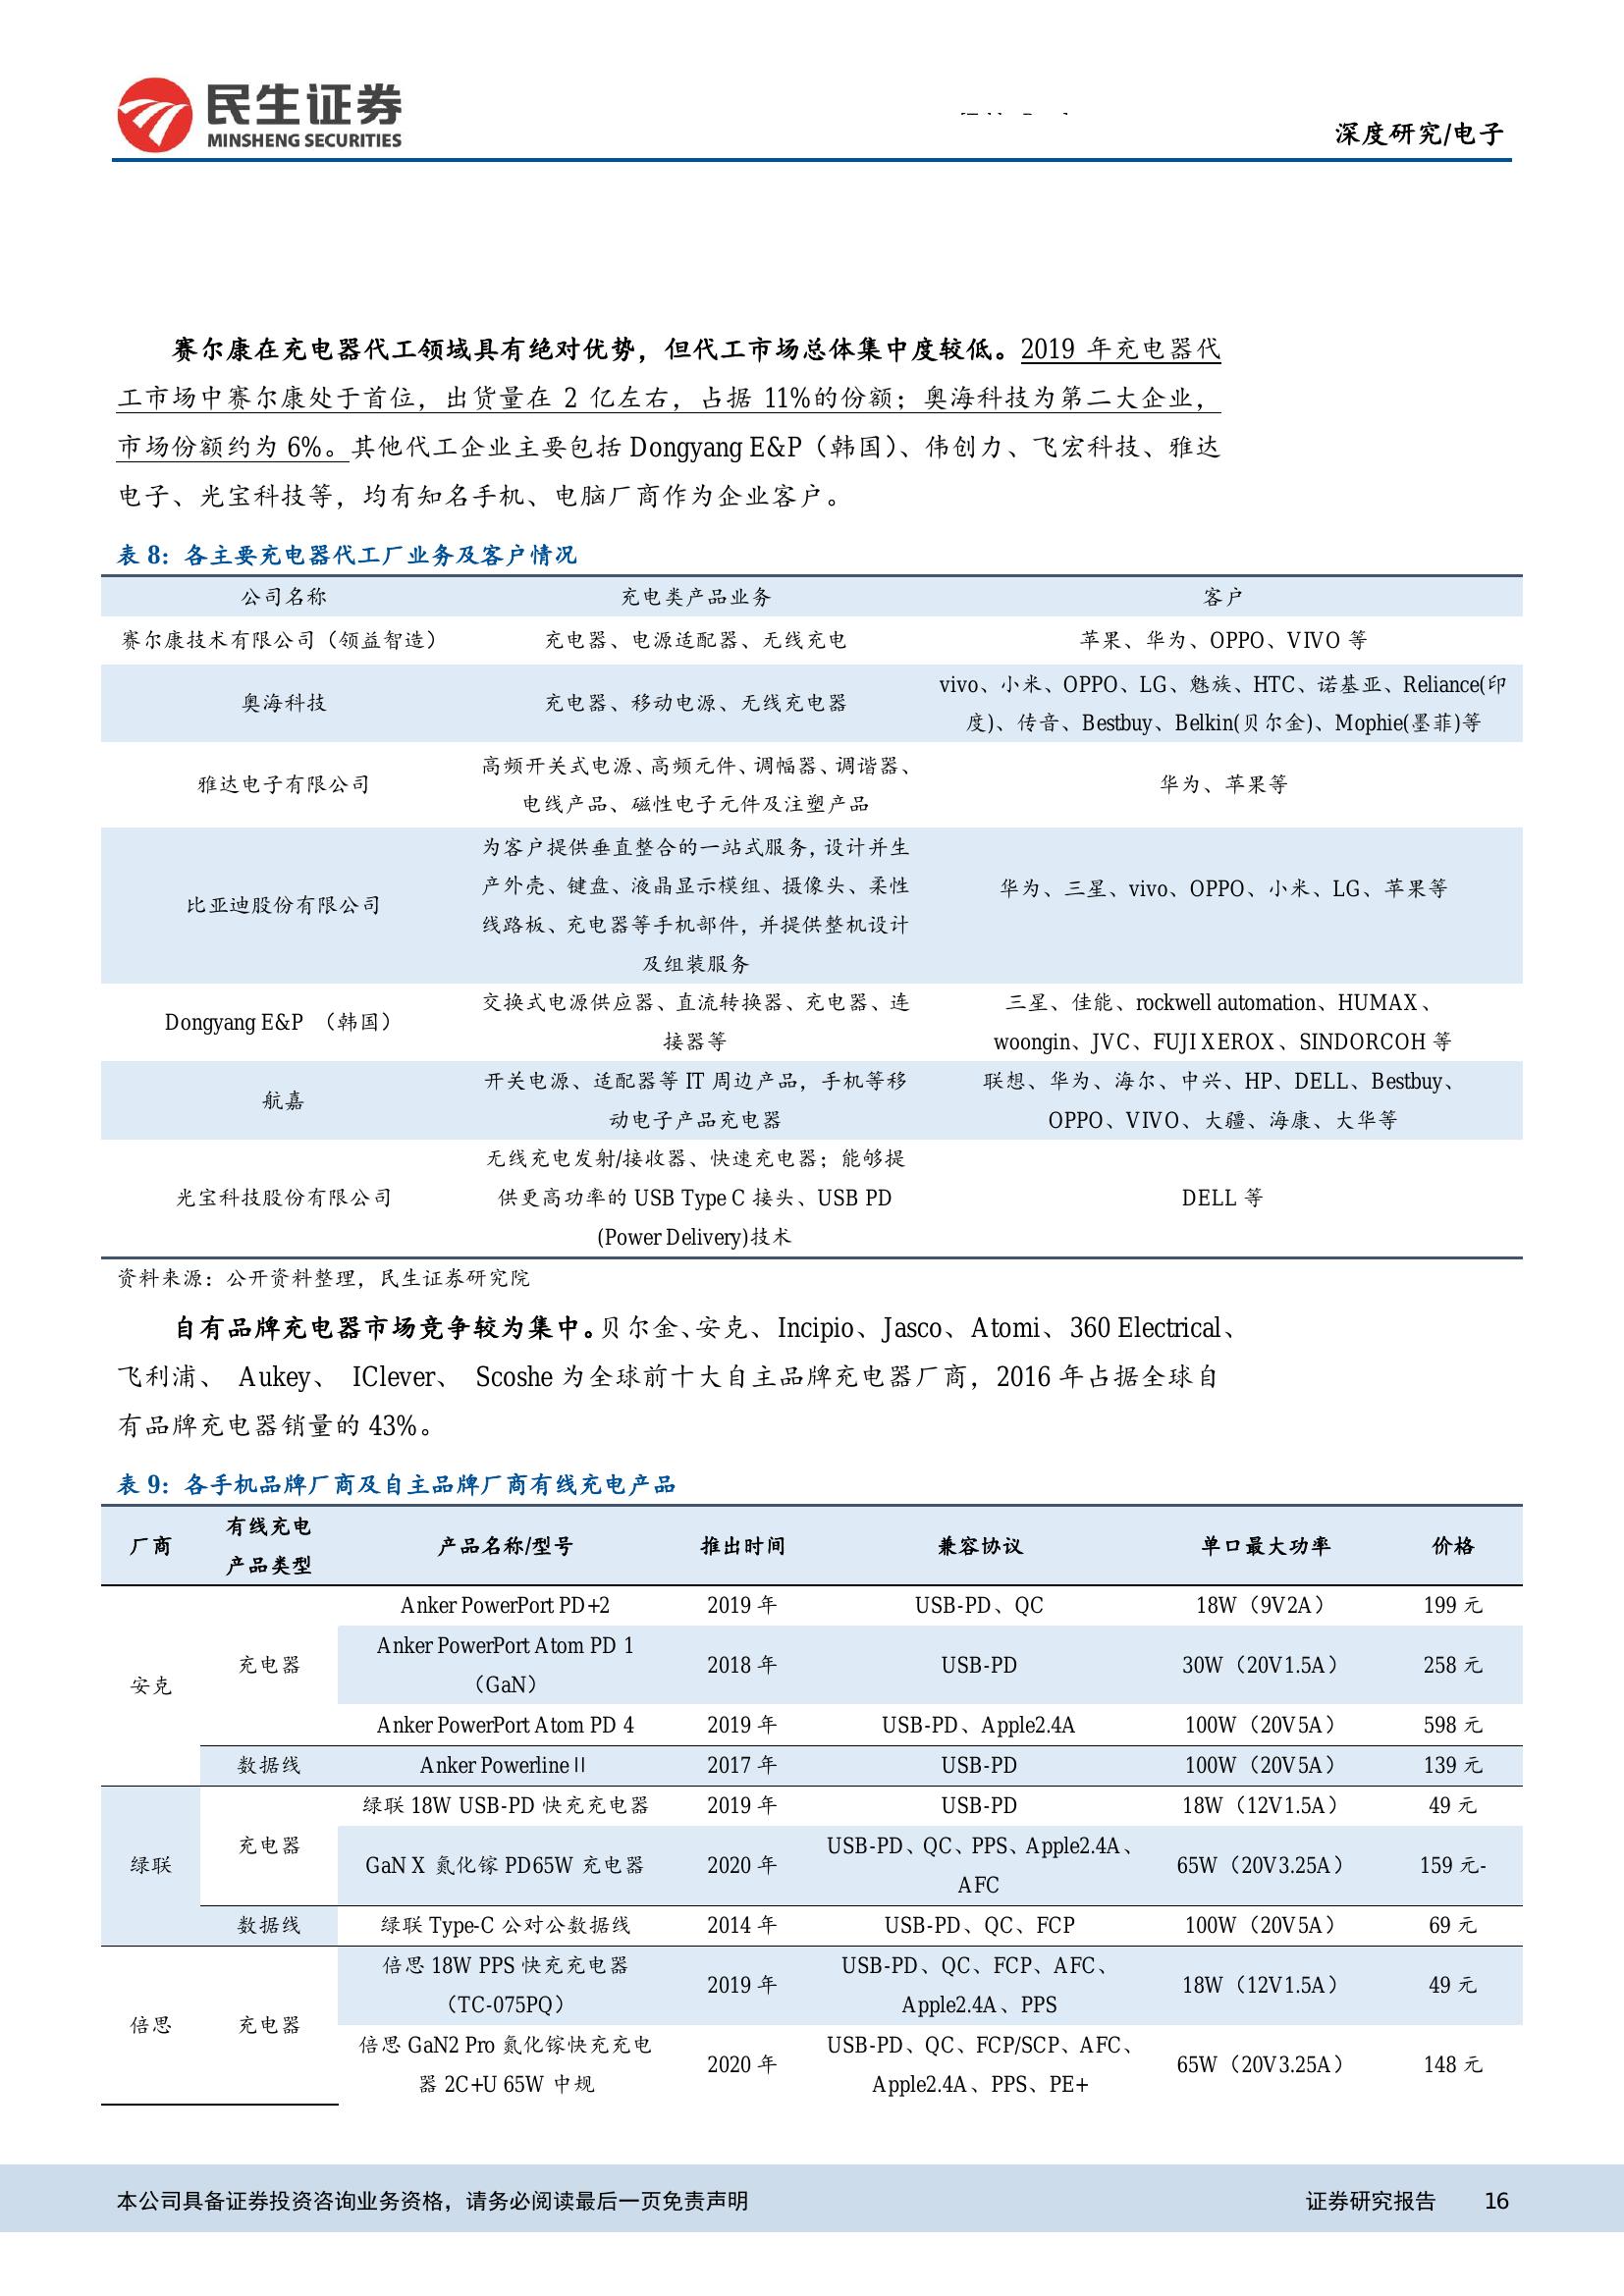 民生证券
MINSHENG SECURITIES
深度研究/电子
赛尔康在充电器代工领域具有绝对优势，但代工市场总体集中度较低。2019 年充电器代
工市场中赛尔康处于首位，出货量在 2 亿左右，占据 11%的份额；奥海科技为第二大企业，
市场份额约为 6%。其他代工企业主要包括 Dongyang E&P（韩国）、伟创力、飞宏科技、雅达
电子、光宝科技等，均有知名手机、电脑厂商作为企业客户。
表 8：各主要充电器代工厂业务及客户情况
公司名称 充电类产品业务 客户
赛尔康技术有限公司（领益智造） 充电器、电源适配器、无线充电 苹果、华为、OPPO、VIVO 等
奥海科技 充电器、移动电源、无线充电器 vivo、小米、OPPO、LG、魅族、HTC、诺基亚、Reliance(印
度)、传音、Bestbuy、Belkin(贝尔金)、Mophie(墨菲)等
雅达电子有限公司 高频开关式电源、高频元件、调幅器、调谐器、
电线产品、磁性电子元件及注塑产品 华为、苹果等
比亚迪股份有限公司 为客户提供垂直整合的一站式服务，设计并生
产外壳、键盘、液晶显示模组、摄像头、柔性
线路板、充电器等手机部件，并提供整机设计
及组装服务 华为、三星、vivo、OPPO、小米、LG、苹果等
Dongyang E&P （韩国） 交换式电源供应器、直流转换器、充电器、连
接器等 三星、佳能、rockwell automation、HUMAX、
woongin、JVC、FUJI XEROX、SINDORCOH 等
航嘉 开关电源、适配器等 IT 周边产品，手机等移
动电子产品充电器 联想、华为、海尔、中兴、HP、DELL、Bestbuy、
OPPO、VIVO、大疆、海康、大华等
光宝科技股份有限公司 无线充电发射/接收器、快速充电器；能够提
供更高功率的 USB Type C 接头、USB PD
(Power Delivery)技术 DELL 等
资料来源：公开资料整理，民生证券研究院
自有品牌充电器市场竞争较为集中。贝尔金、安克、Incipio、Jasco、Atomi、360 Electrical、
飞利浦、 Aukey、 IClever、 Scoshe 为全球前十大自主品牌充电器厂商，2016 年占据全球自
有品牌充电器销量的 43%。
表 9：各手机品牌厂商及自主品牌厂商有线充电产品
厂商 有线充电
产品类型 产品名称/型号 推出时间 兼容协议 单口最大功率 价格
安克 充电器 Anker PowerPort PD+2 2019 年 USB-PD、QC 18W（9V2A） 199 元
Anker PowerPort Atom PD 1
（GaN） 2018 年 USB-PD 30W（20V1.5A） 258 元
Anker PowerPort Atom PD 4 2019 年 USB-PD、Apple2.4A 100W（20V5A） 598 元
数据线 Anker PowerlineⅡ 2017 年 USB-PD 100W（20V5A） 139 元
绿联 充电器 绿联 18W USB-PD 快充充电器 2019 年 USB-PD 18W（12V1.5A） 49 元
GaN X 氮化镓 PD65W 充电器 2020 年 USB-PD、QC、PPS、Apple2.4A、
AFC 65W（20V3.25A） 159 元-
数据线 绿联 Type-C 公对公数据线 2014 年 USB-PD、QC、FCP 100W（20V5A） 69 元
倍思 充电器 倍思 18W PPS 快充充电器
（TC-075PQ） 2019 年 USB-PD、QC、FCP、AFC、
Apple2.4A、PPS 18W（12V1.5A） 49 元
倍思 GaN2 Pro 氮化镓快充充电
器 2C+U 65W 中规 2020 年 USB-PD、QC、FCP/SCP、AFC、
Apple2.4A、PPS、PE+ 65W（20V3.25A） 148 元
本公司具备证券投资咨询业务资格，请务必阅读最后一页免责声明 证券研究报告 16